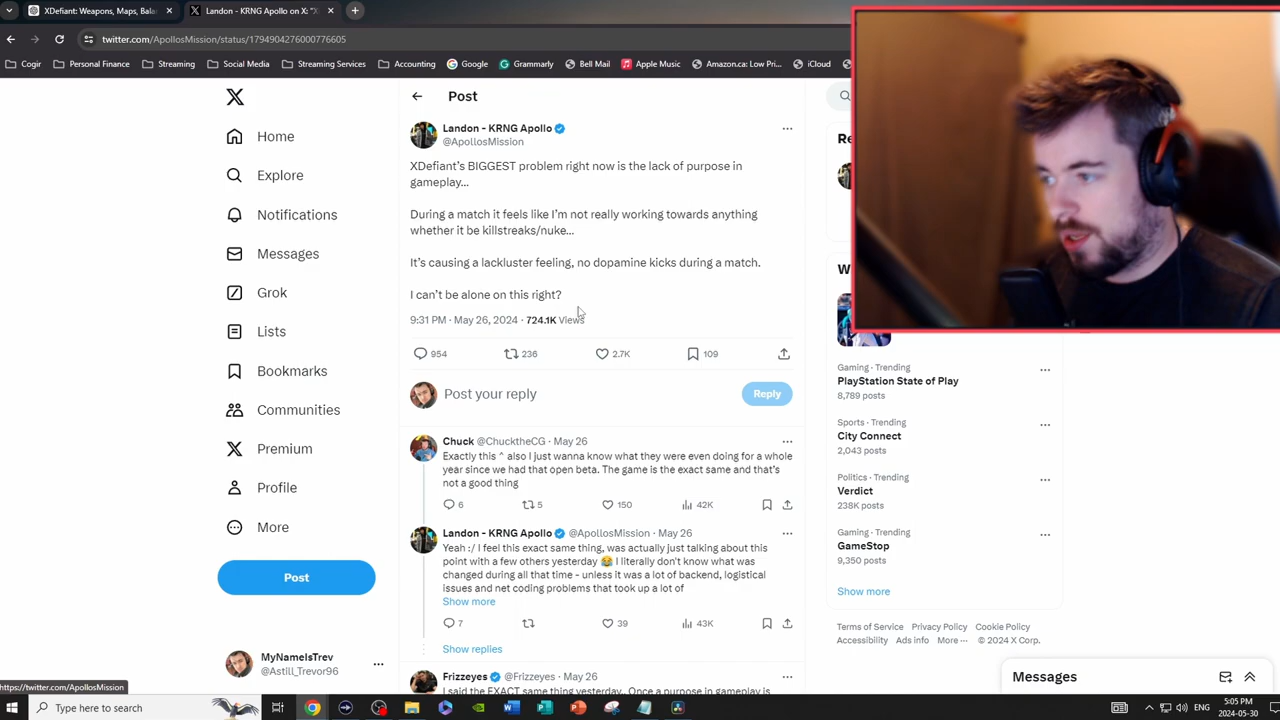 XDefiant: Weapons, Maps, Bala
Landon - KRNG Apollo on X: "X
twitter.com/ApollosMission/status/1794904276000776605
Cogir
Personal Finance
Streaming
Social Media
Streaming Services
Accounting
Google
Grammarly
Bell Mail
Apple Music
Amazon.ca: Low Pri...
iCloud
Home
Explore
Notifications
Messages
Grok
Lists
Bookmarks
Communities
Premium
Profile
More
Post
MyNameIsTrev
@Astill_Trevor96
Post
Landon - KRNG Apollo
@ApollosMission
XDefiant's BIGGEST problem right now is the lack of purpose in
gameplay...
During a match it feels like I'm not really working towards anything
whether it be killstreaks/nuke...
It's causing a lackluster feeling, no dopamine kicks during a match.
I can't be alone on this right?
9:31 PM · May 26, 2024 · 724.1K Views
954 236 2.7K 109
Post your reply
Reply
Chuck @ChucktheCG · May 26
Exactly this ^ also I just wanna know what they were even doing for a whole
year since we had that open beta. The game is the exact same and that's
not a good thing
6 5 150 42K
Landon - KRNG Apollo @ApollosMission · May 26
Yeah :/ I feel this exact same thing, was actually just talking about this
point with a few others yesterday 😂 I literally don't know what was
changed during all that time - unless it was a lot of backend, logistical
issues and net coding problems that took up a lot of
Show more
7 39 43K
Show replies
Frizzeyes @Frizzeyes · May 26
I said the EXACT same thing yesterday.. Once a purpose in gameplay is
Re
W
Gaming · Trending
PlayStation State of Play
8,789 posts
Sports · Trending
City Connect
2,043 posts
Politics · Trending
Verdict
238K posts
Gaming · Trending
GameStop
9,350 posts
Show more
Terms of Service Privacy Policy Cookie Policy
Accessibility Ads info More ··· © 2024 X Corp.
Messages
https://twitter.com/ApollosMission
Type here to search
ENG
5:05 PM
2024-05-30